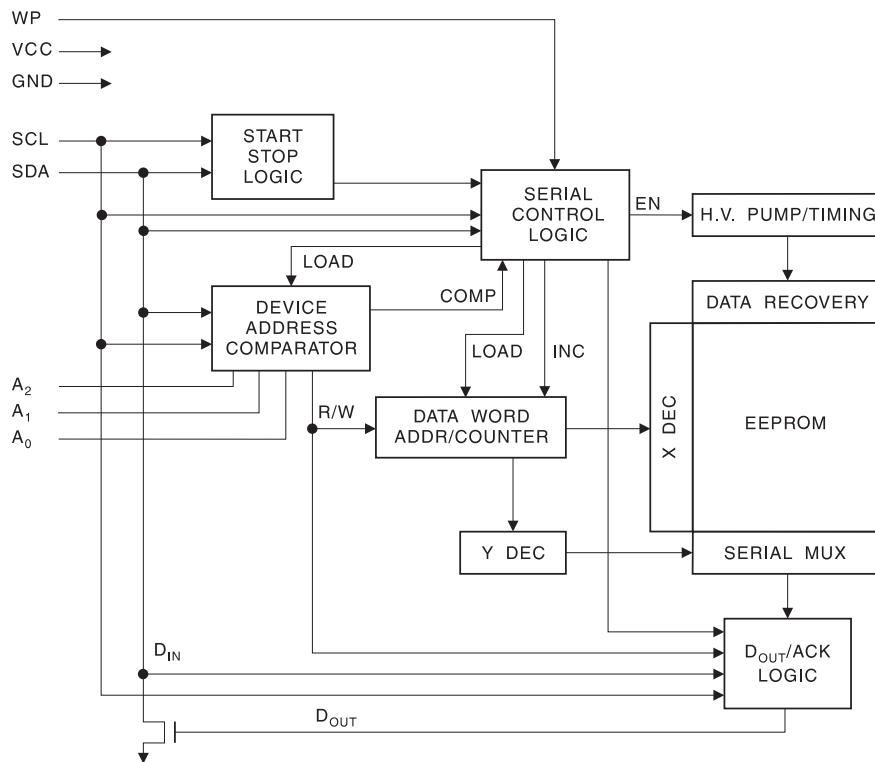 WP
VCC
GND
SCL
SDA
START
STOP
LOGIC
SERIAL
CONTROL
LOGIC
EN
H.V. PUMP/TIMING
LOAD
COMP
DATA RECOVERY
DEVICE
ADDRESS
COMPARATOR
LOAD
INC
A2
A1
A0
R/W
DATA WORD
ADDR/COUNTER
X DEC
EEPROM
Y DEC
SERIAL MUX
DIN
DOUT/ACK
LOGIC
DOUT